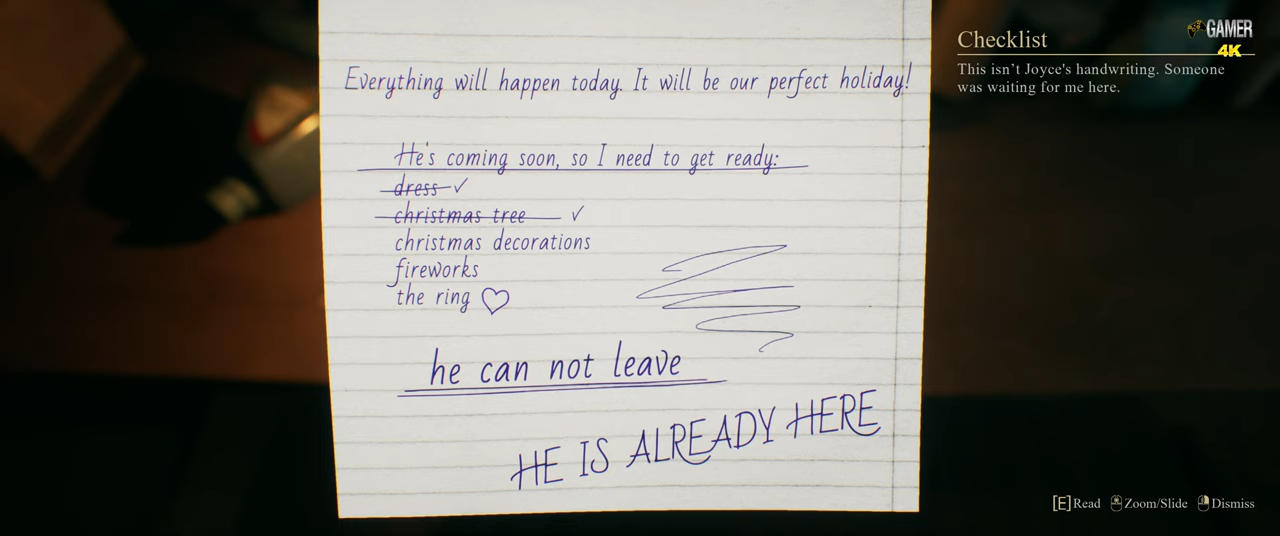 Everything will happen today. It will be our perfect holiday!
He's coming soon, so I need to get ready:
dress ✓
christmas tree ✓
christmas decorations
fireworks
the ring ♡
he can not leave
HE IS ALREADY HERE
Checklist
This isn't Joyce's handwriting. Someone
was waiting for me here.
GAMER
4K
[E] Read Zoom/Slide Dismiss